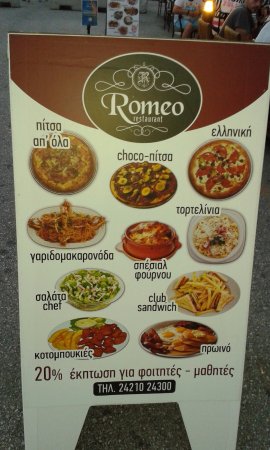 R
Romeo
restaurant
πίτσα
απ' όλα
choco-πίτσα
ελληνική
γαριδομακαρονάδα
σπέσιαλ
φούρνου
τορτελίνια
σαλάτα
chef
club
sandwich
κοτομπουκιές
πρωινό
20% έκπτωση για φοιτητές - μαθητές
ΤΗΛ. 24210 24300